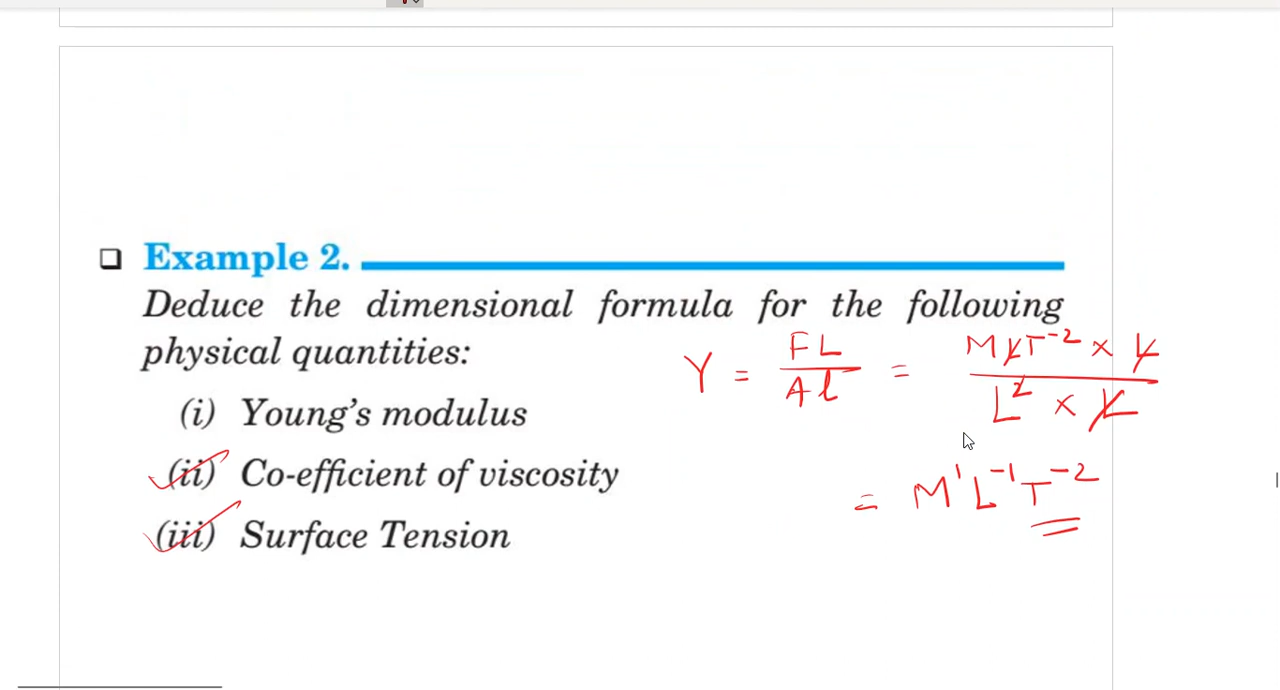 ❑ Example 2.
Deduce the dimensional formula for the following
physical quantities:
(i) Young's modulus
(ii) Co-efficient of viscosity
(iii) Surface Tension
Y = FL / Al = MLT⁻² × L / L² × L
= M¹L⁻¹T⁻²